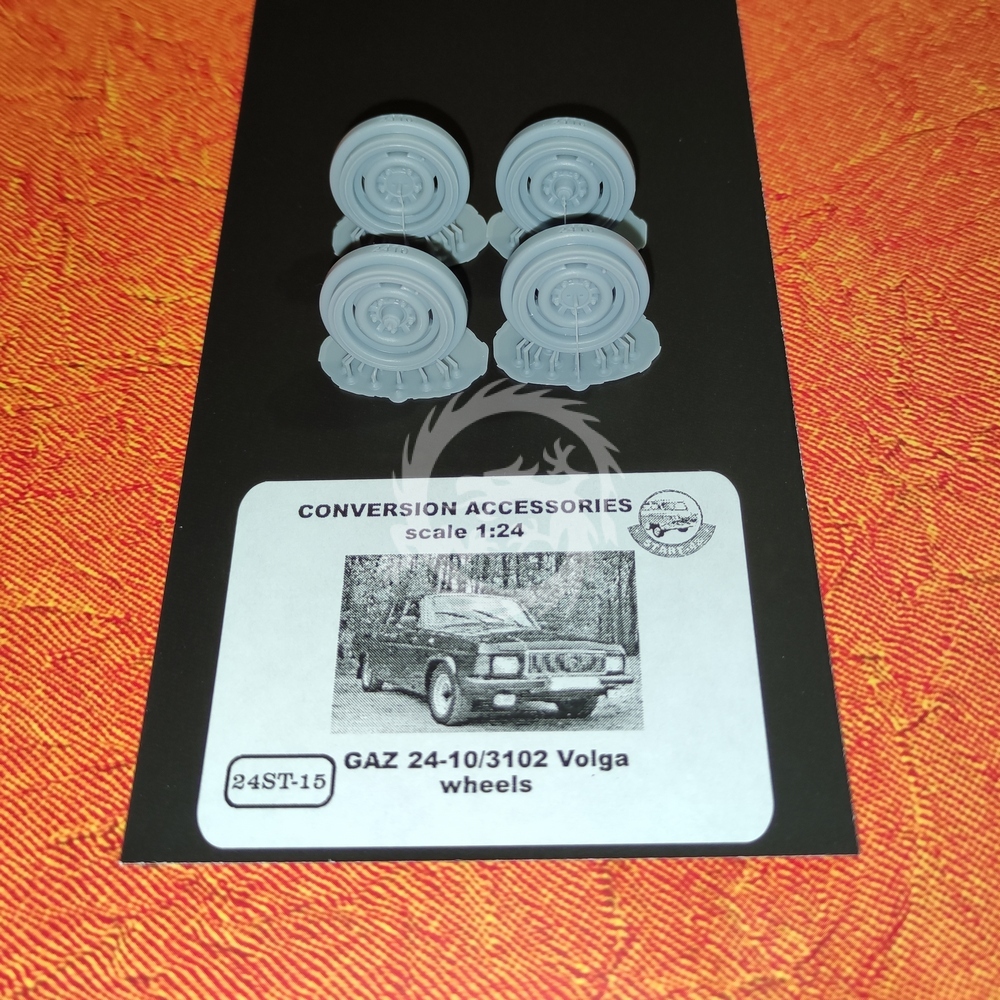 CONVERSION ACCESSORIES
scale 1:24
GAZ 24-10/3102 Volga
wheels
24ST-15